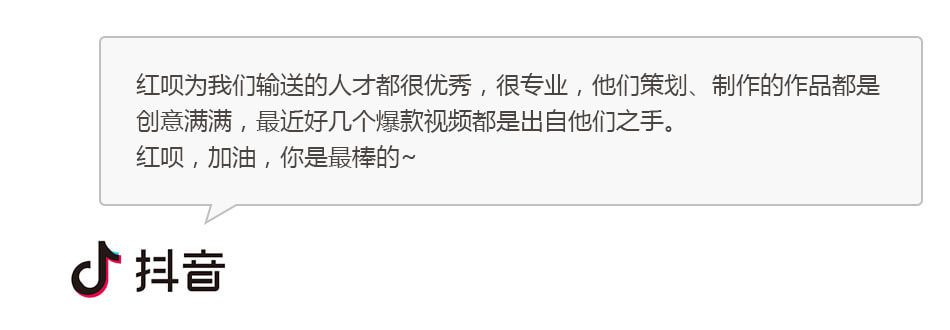 红呗为我们输送的人才都很优秀，很专业，他们策划、制作的作品都是
创意满满，最近好几个爆款视频都是出自他们之手。
红呗，加油，你是最棒的~
抖音